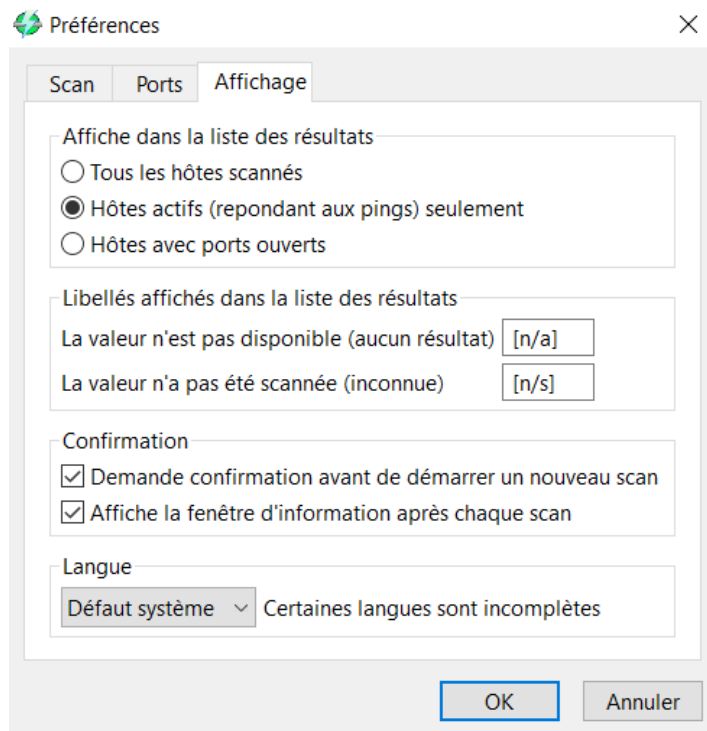 Préférences
Scan Ports Affichage
Affiche dans la liste des résultats
Tous les hôtes scannés
Hôtes actifs (repondant aux pings) seulement
Hôtes avec ports ouverts
Libellés affichés dans la liste des résultats
La valeur n'est pas disponible (aucun résultat) [n/a]
La valeur n'a pas été scannée (inconnue) [n/s]
Confirmation
Demande confirmation avant de démarrer un nouveau scan
Affiche la fenêtre d'information après chaque scan
Langue
Défaut système Certaines langues sont incomplètes
OK Annuler